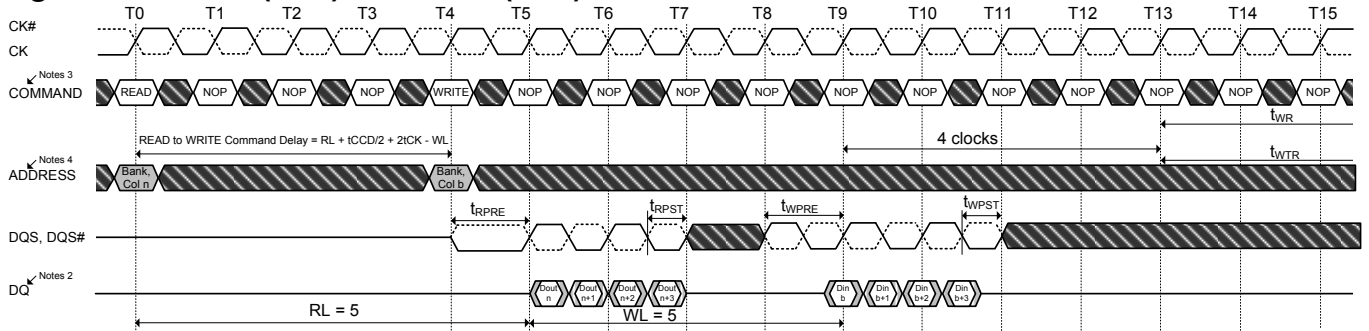 T0 T1 T2 T3 T4 T5 T6 T7 T8 T9 T10 T11 T12 T13 T14 T15
CK#
CK
Notes 3
COMMAND READ NOP NOP NOP WRITE NOP NOP NOP NOP NOP NOP NOP NOP NOP NOP NOP
tWR
READ to WRITE Command Delay = RL + tCCD/2 + 2tCK - WL
4 clocks
Notes 4
tWTR
ADDRESS
Bank,
Col n
Bank,
Col b
tRPRE tRPST tWPRE tWPST
DQS, DQS#
Notes 2
DQ
Dout
n
Dout
n+1
Dout
n+2
Dout
n+3
Din
b
Din
b+1
Din
b+2
Din
b+3
RL = 5 WL = 5